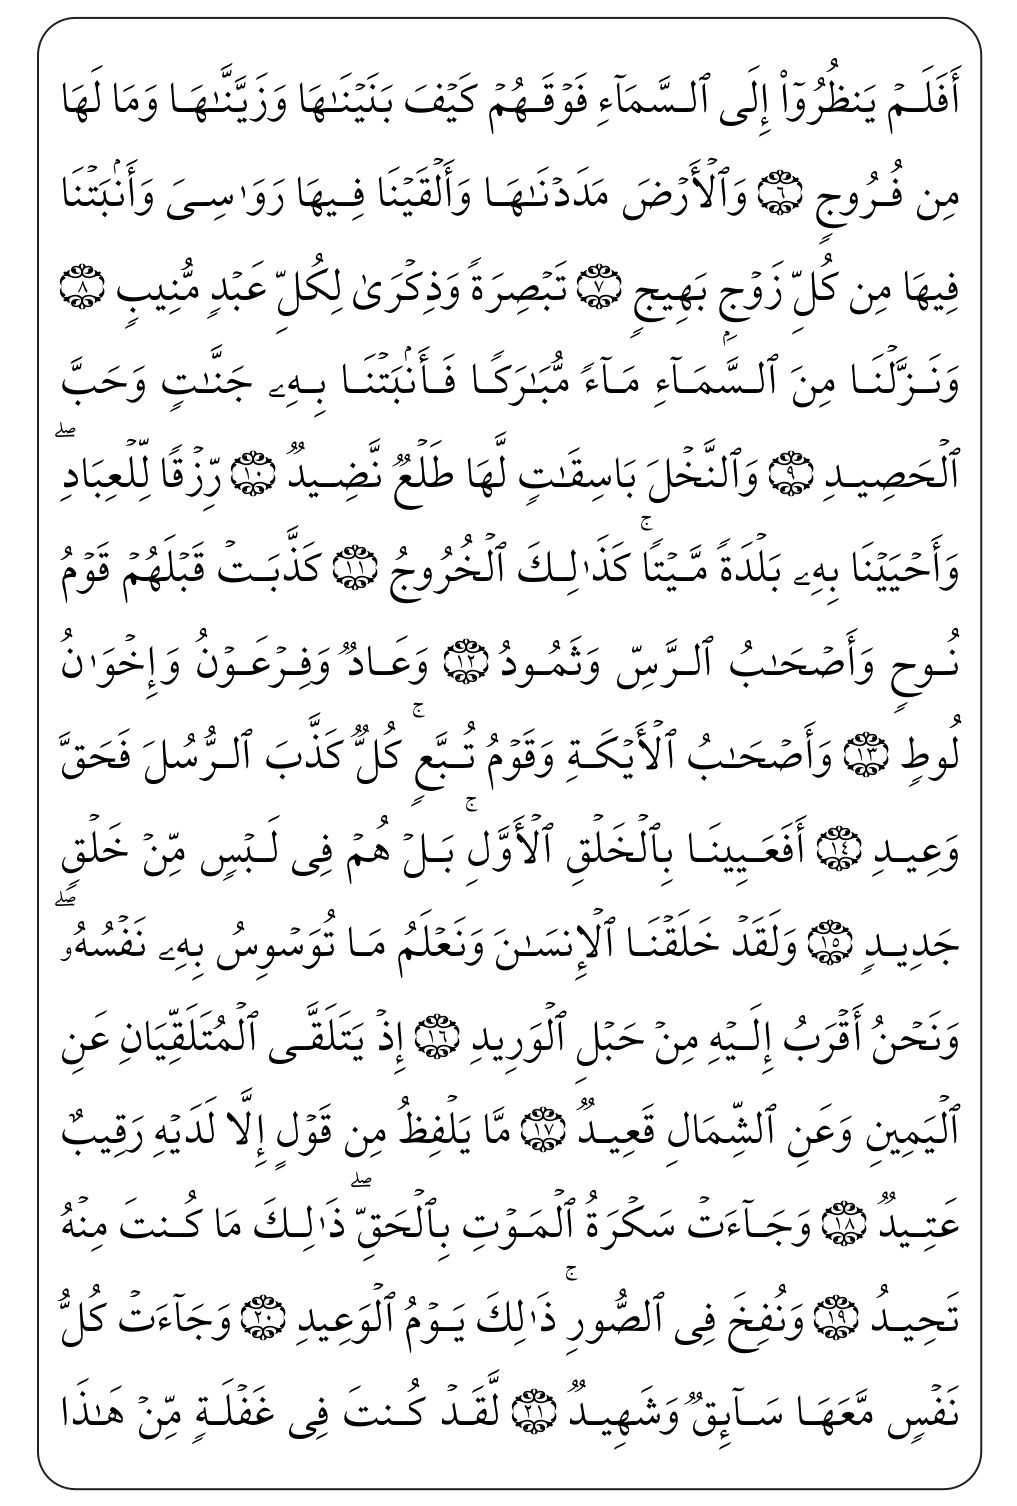 أَفَلَمۡ يَنظُرُوٓاْ إِلَى ٱلسَّمَآءِ فَوۡقَهُمۡ كَيۡفَ بَنَيۡنَٰهَا وَزَيَّنَّٰهَا وَمَا لَهَا
مِن فُرُوجٖ ٦ وَٱلۡأَرۡضَ مَدَدۡنَٰهَا وَأَلۡقَيۡنَا فِيهَا رَوَٰسِيَ وَأَنۢبَتۡنَا
فِيهَا مِن كُلِّ زَوۡجِۭ بَهِيجٖ ٧ تَبۡصِرَةٗ وَذِكۡرَىٰ لِكُلِّ عَبۡدٖ مُّنِيبٖ ٨
وَنَزَّلۡنَا مِنَ ٱلسَّمَآءِ مَآءٗ مُّبَٰرَكٗا فَأَنۢبَتۡنَا بِهِۦ جَنَّٰتٖ وَحَبَّ
ٱلۡحَصِيدِ ٩ وَٱلنَّخۡلَ بَاسِقَٰتٖ لَّهَا طَلۡعٞ نَّضِيدٞ ١٠ رِّزۡقٗا لِّلۡعِبَادِۖ
وَأَحۡيَيۡنَا بِهِۦ بَلۡدَةٗ مَّيۡتٗاۚ كَذَٰلِكَ ٱلۡخُرُوجُ ١١ كَذَّبَتۡ قَبۡلَهُمۡ قَوۡمُ
نُوحٖ وَأَصۡحَٰبُ ٱلرَّسِّ وَثَمُودُ ١٢ وَعَادٞ وَفِرۡعَوۡنُ وَإِخۡوَٰنُ
لُوطٖ ١٣ وَأَصۡحَٰبُ ٱلۡأَيۡكَةِ وَقَوۡمُ تُبَّعٖۚ كُلّٞ كَذَّبَ ٱلرُّسُلَ فَحَقَّ
وَعِيدِ ١٤ أَفَعَيِينَا بِٱلۡخَلۡقِ ٱلۡأَوَّلِۚ بَلۡ هُمۡ فِي لَبۡسٖ مِّنۡ خَلۡقٖ
جَدِيدٖ ١٥ وَلَقَدۡ خَلَقۡنَا ٱلۡإِنسَٰنَ وَنَعۡلَمُ مَا تُوَسۡوِسُ بِهِۦ نَفۡسُهُۥۖ
وَنَحۡنُ أَقۡرَبُ إِلَيۡهِ مِنۡ حَبۡلِ ٱلۡوَرِيدِ ١٦ إِذۡ يَتَلَقَّى ٱلۡمُتَلَقِّيَانِ عَنِ
ٱلۡيَمِينِ وَعَنِ ٱلشِّمَالِ قَعِيدٞ ١٧ مَّا يَلۡفِظُ مِن قَوۡلٍ إِلَّا لَدَيۡهِ رَقِيبٌ
عَتِيدٞ ١٨ وَجَآءَتۡ سَكۡرَةُ ٱلۡمَوۡتِ بِٱلۡحَقِّۖ ذَٰلِكَ مَا كُنتَ مِنۡهُ
تَحِيدُ ١٩ وَنُفِخَ فِي ٱلصُّورِۚ ذَٰلِكَ يَوۡمُ ٱلۡوَعِيدِ ٢٠ وَجَآءَتۡ كُلُّ
نَفۡسٖ مَّعَهَا سَآئِقٞ وَشَهِيدٞ ٢١ لَّقَدۡ كُنتَ فِي غَفۡلَةٖ مِّنۡ هَٰذَا